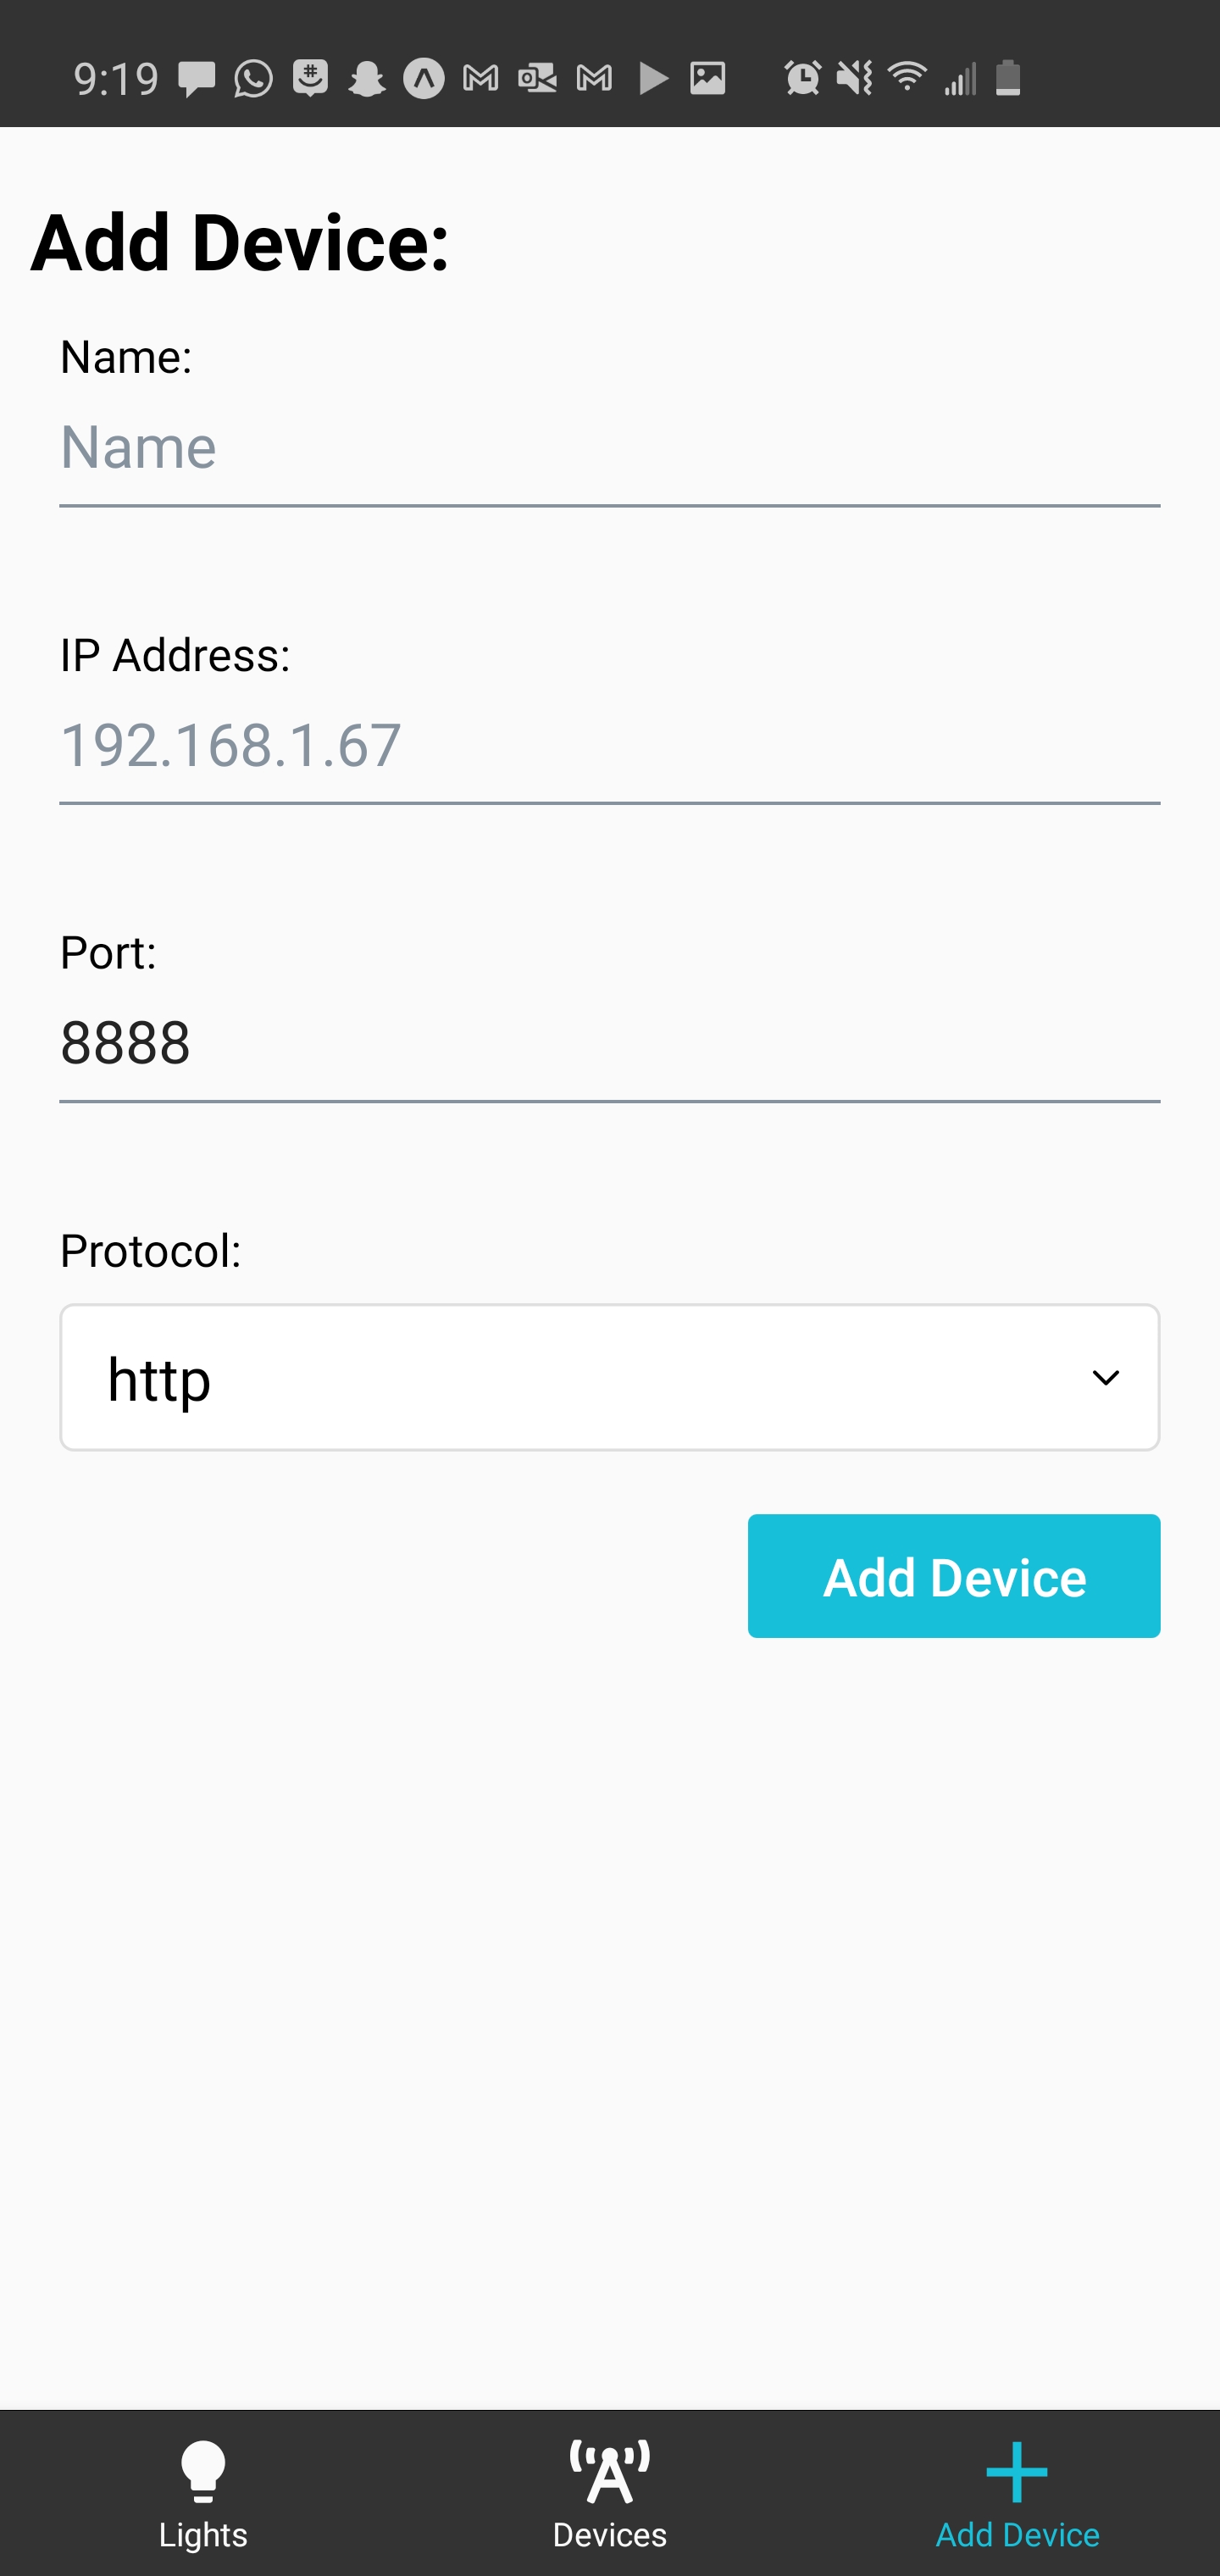 9:19
Add Device:
Name:
Name
IP Address:
192.168.1.67
Port:
8888
Protocol:
http
Add Device
Lights
Devices
Add Device